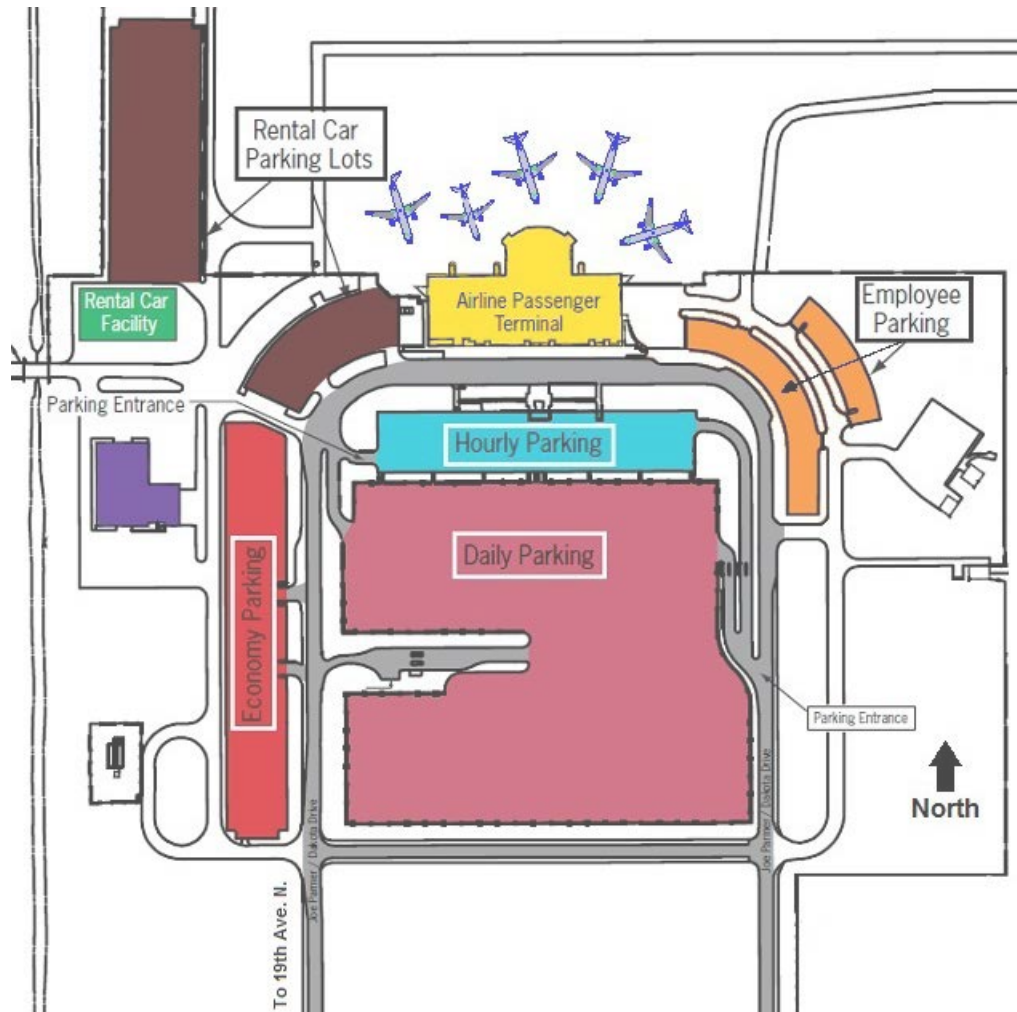 Rental Car
Parking Lots
Rental Car
Facility
Airline Passenger
Terminal
Employee
Parking
Parking Entrance
Hourly Parking
Daily Parking
Economy Parking
Parking Entrance
North
Joe Parmer / Dakota Drive
Joe Parmer / Dakota Drive
To 19th Ave. N.